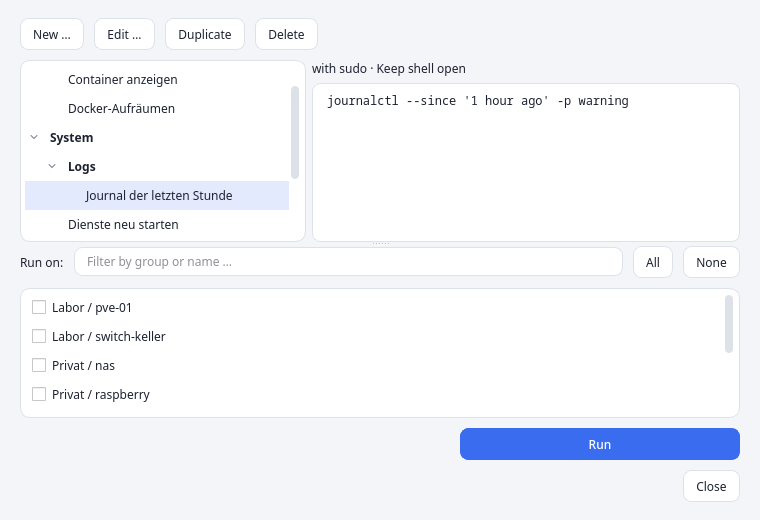 New ...
Edit ...
Duplicate
Delete
Container anzeigen
Docker-Aufräumen
System
Logs
Journal der letzten Stunde
Dienste neu starten
with sudo · Keep shell open
journalctl --since '1 hour ago' -p warning
Run on:
Filter by group or name ...
All
None
Labor / pve-01
Labor / switch-keller
Privat / nas
Privat / raspberry
Run
Close